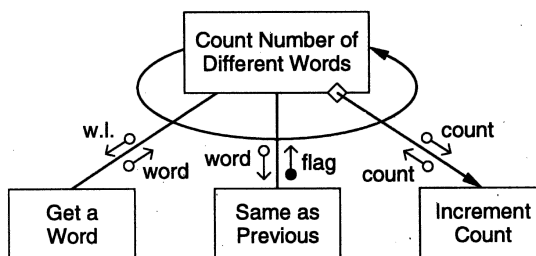 Count Number of
Different Words
w.l.
word
word
flag
count
count
Get a
Word
Same as
Previous
Increment
Count